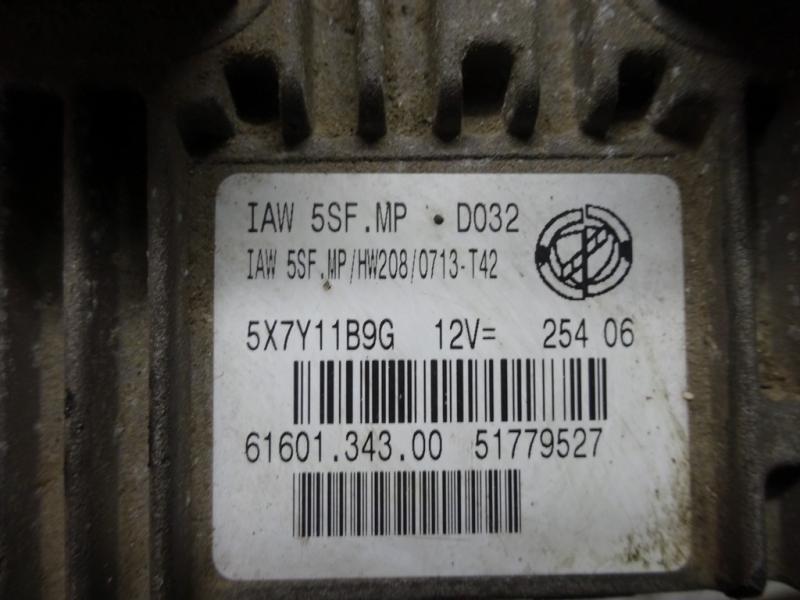 IAW 5SF.MP • D032
IAW 5SF.MP/HW208/0713-T42
5X7Y11B9G 12V= 254 06
61601.343.00 51779527